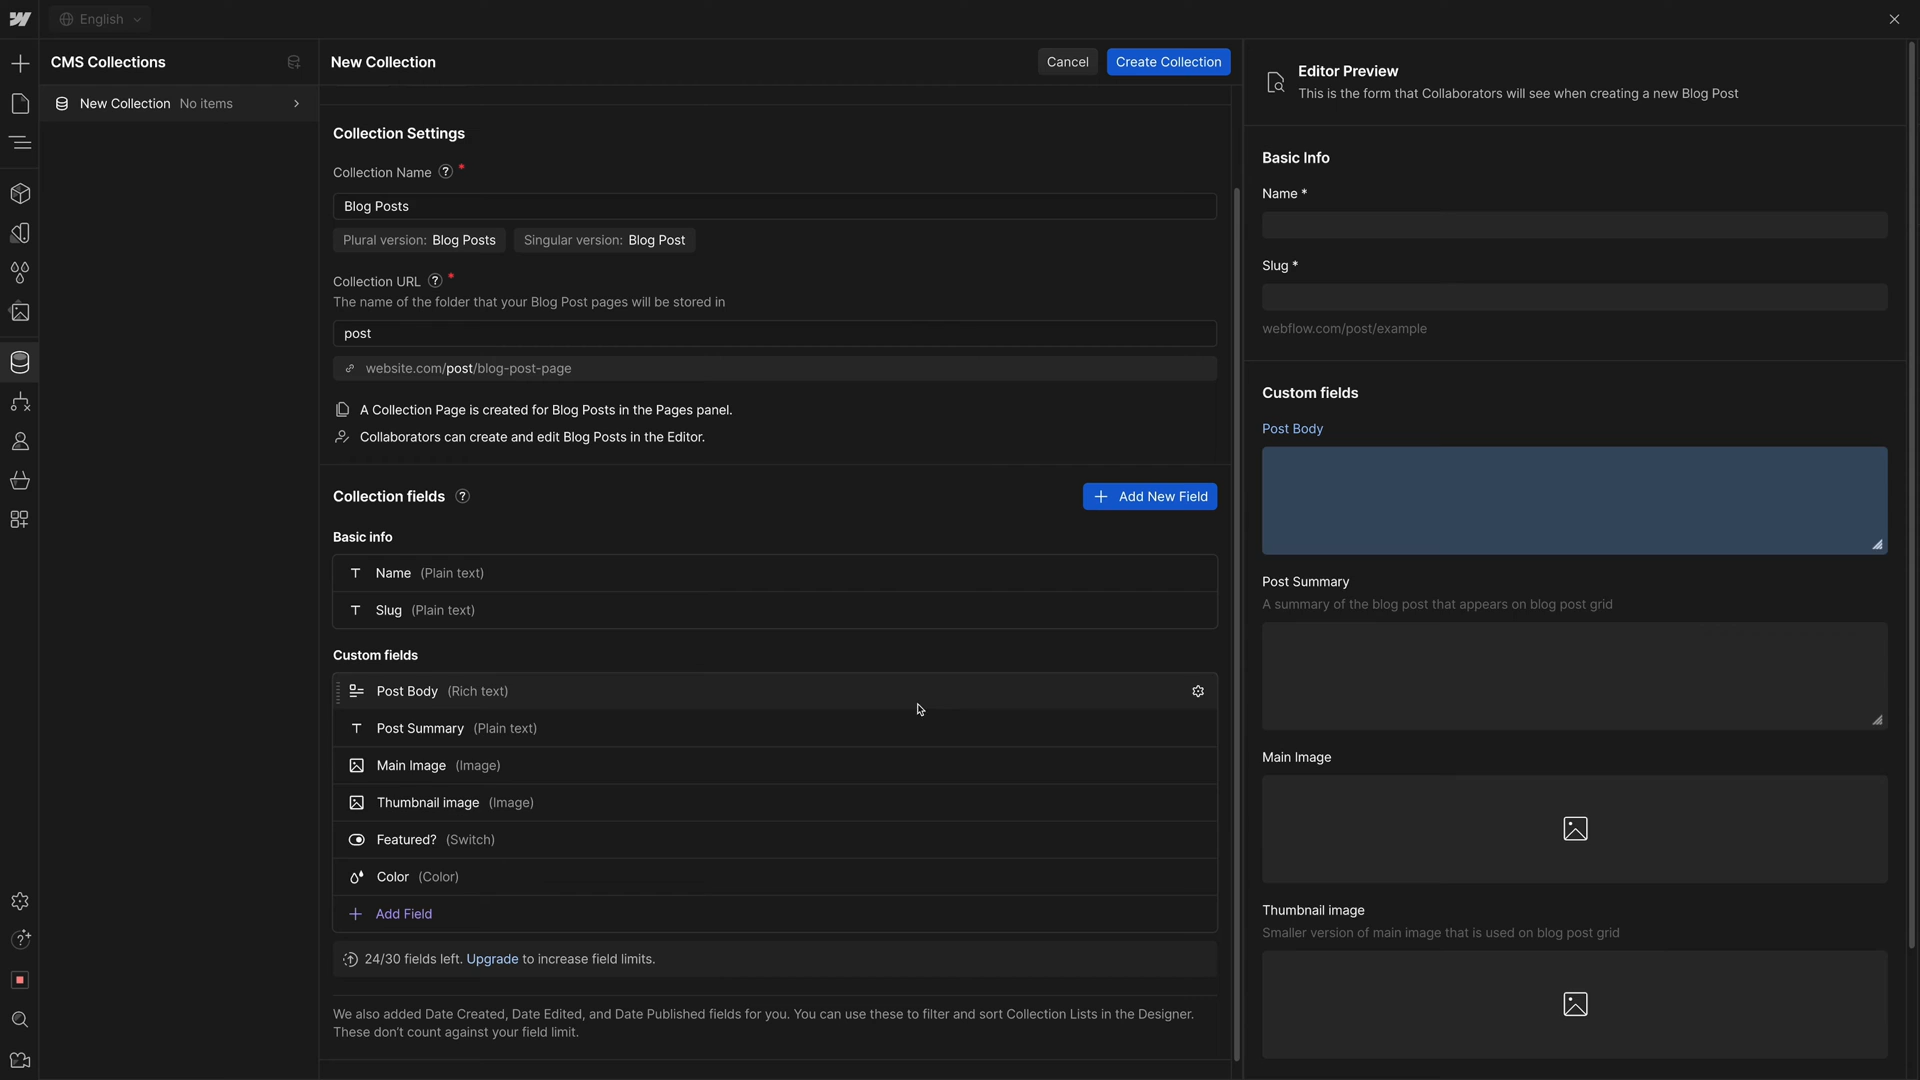 English
CMS Collections
New Collection No items
New Collection
Cancel
Create Collection
Collection Settings
Collection Name ? *
Blog Posts
Plural version: Blog Posts
Singular version: Blog Post
Collection URL ? *
The name of the folder that your Blog Post pages will be stored in
post
website.com/post/blog-post-page
A Collection Page is created for Blog Posts in the Pages panel.
Collaborators can create and edit Blog Posts in the Editor.
Collection fields ?
+ Add New Field
Basic info
Name (Plain text)
Slug (Plain text)
Custom fields
Post Body (Rich text)
Post Summary (Plain text)
Main Image (Image)
Thumbnail image (Image)
Featured? (Switch)
Color (Color)
+ Add Field
24/30 fields left. Upgrade to increase field limits.
We also added Date Created, Date Edited, and Date Published fields for you. You can use these to filter and sort Collection Lists in the Designer.
These don't count against your field limit.
Editor Preview
This is the form that Collaborators will see when creating a new Blog Post
Basic Info
Name *
Slug *
webflow.com/post/example
Custom fields
Post Body
Post Summary
A summary of the blog post that appears on blog post grid
Main Image
Thumbnail image
Smaller version of main image that is used on blog post grid